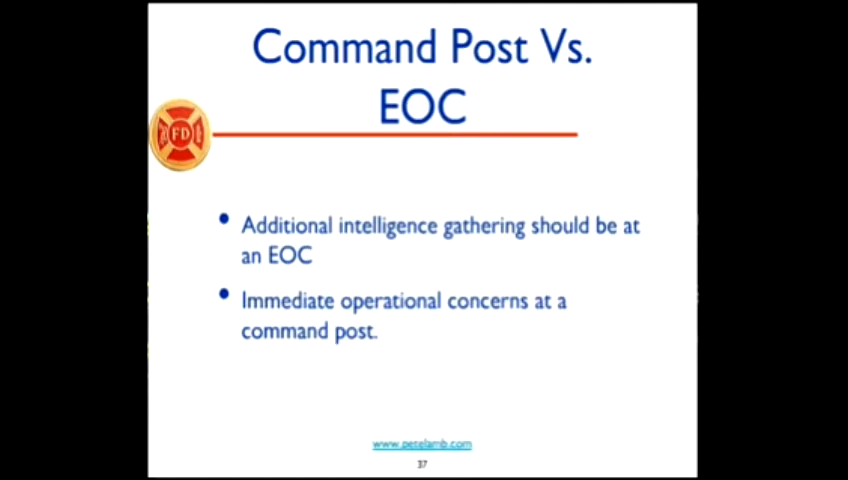 Command Post Vs.
EOC
FD
• Additional intelligence gathering should be at
an EOC
• Immediate operational concerns at a
command post.
www.petelamb.com
37